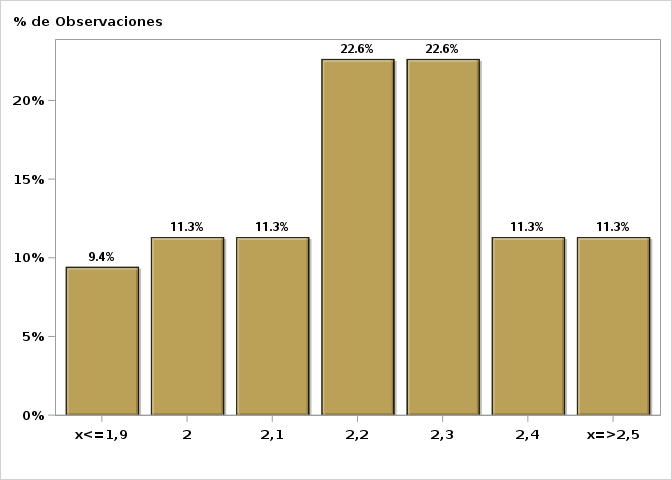 % de Observaciones
22.6% 22.6%
20%
15%
11.3% 11.3% 11.3% 11.3%
10%
9.4%
5%
0%
x<=1,9 2 2,1 2,2 2,3 2,4 x=>2,5